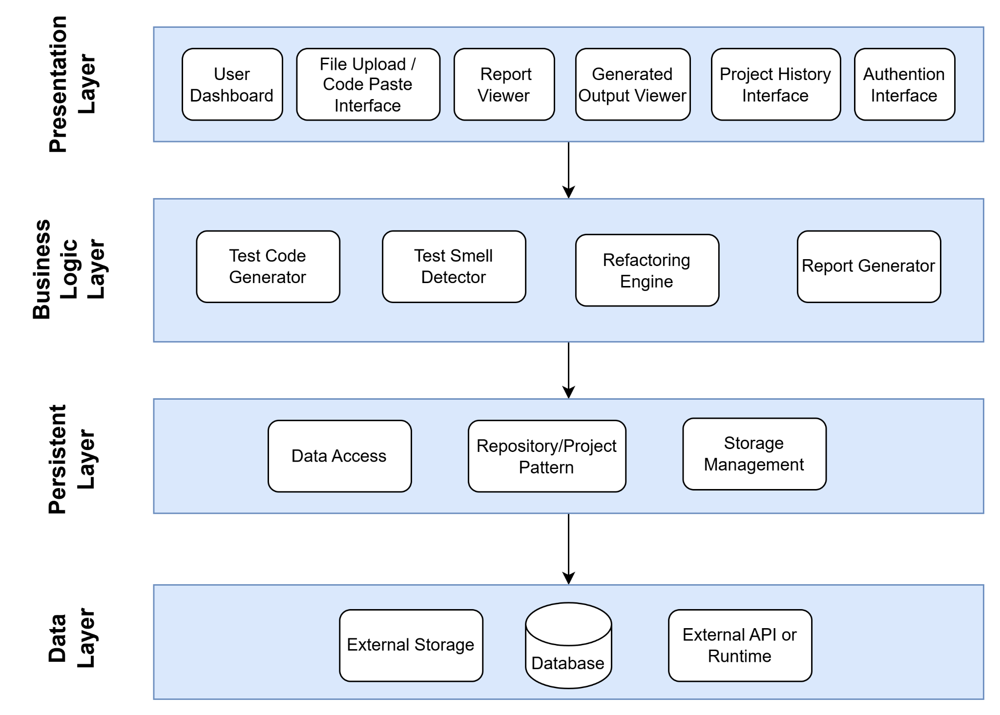 Presentation
Layer
User
Dashboard
File Upload /
Code Paste
Interface
Report
Viewer
Generated
Output Viewer
Project History
Interface
Authention
Interface
Business
Logic
Layer
Test Code
Generator
Test Smell
Detector
Refactoring
Engine
Report Generator
Persistent
Layer
Data Access
Repository/Project
Pattern
Storage
Management
Data
Layer
External Storage
Database
External API or
Runtime